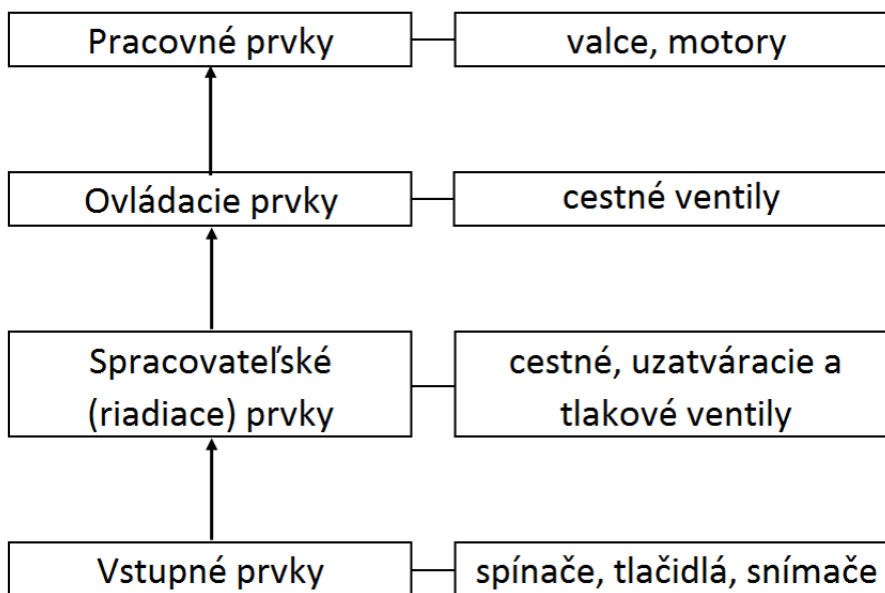 Pracovné prvky
valce, motory
Ovládacie prvky
cestné ventily
Spracovateľské
(riadiace) prvky
cestné, uzatváracie a
tlakové ventily
Vstupné prvky
spínače, tlačidlá, snímače